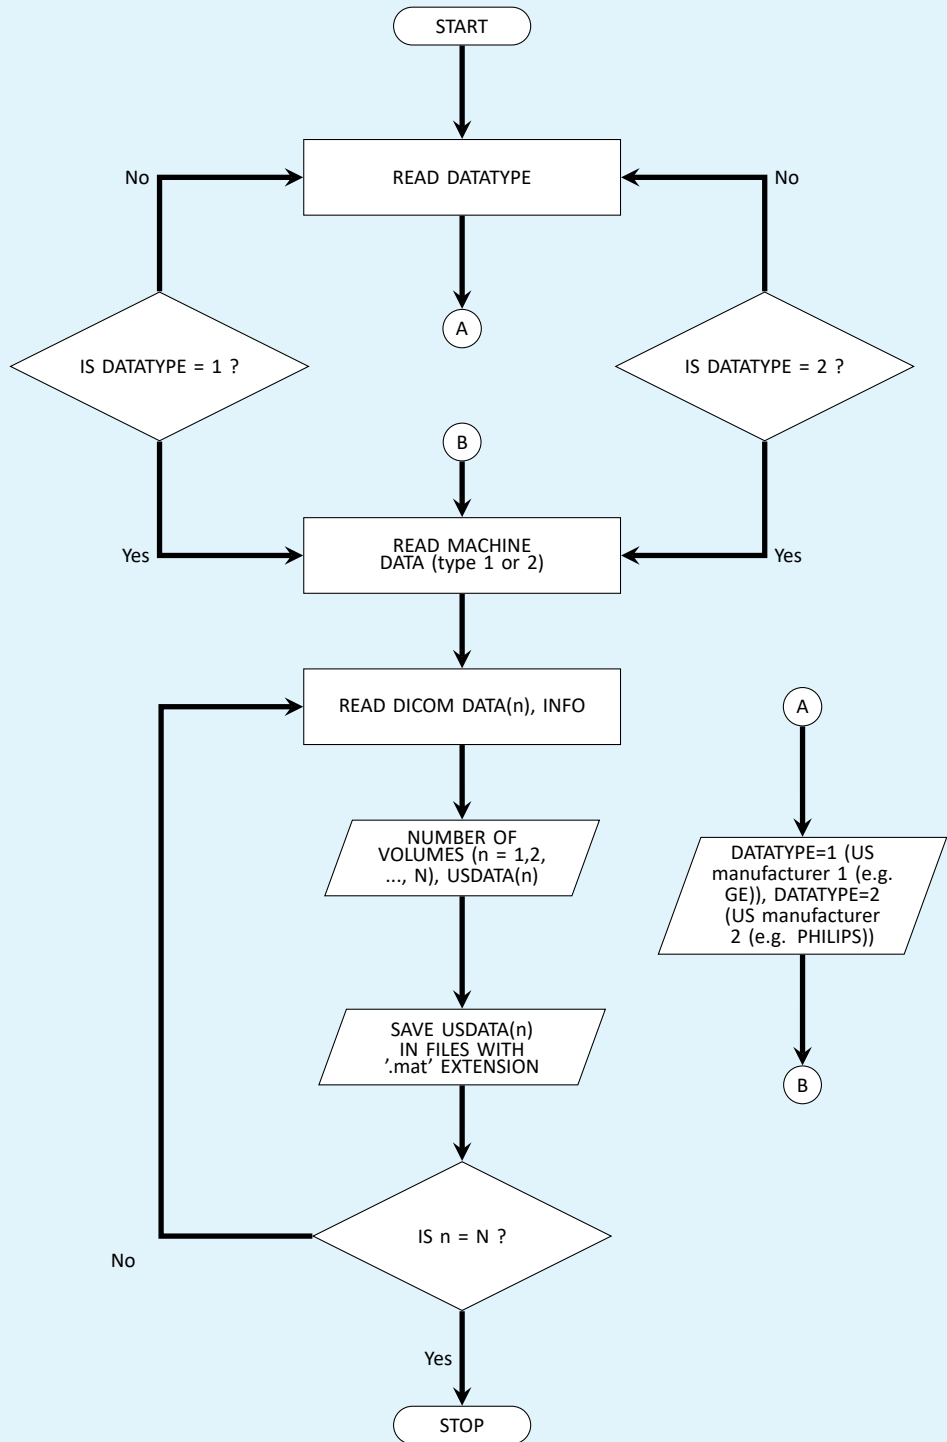 START
No
READ DATATYPE
No
A
IS DATATYPE = 1 ?
IS DATATYPE = 2 ?
B
Yes
READ MACHINE
DATA (type 1 or 2)
Yes
READ DICOM DATA(n), INFO
A
NUMBER OF
VOLUMES (n = 1,2,
..., N), USDATA(n)
DATATYPE=1 (US
manufacturer 1 (e.g.
GE)), DATATYPE=2
(US manufacturer
2 (e.g. PHILIPS))
SAVE USDATA(n)
IN FILES WITH
'.mat' EXTENSION
B
IS n = N ?
No
Yes
STOP